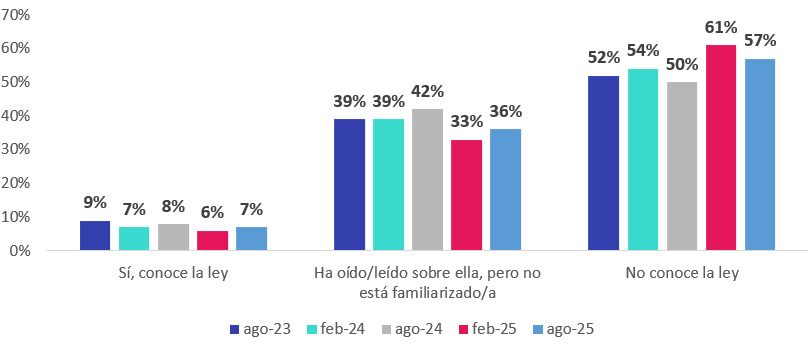 70%
60%
50%
40%
30%
20%
10%
0%
9%
7%
8%
6%
7%
39%
39%
42%
33%
36%
52%
54%
50%
61%
57%
Sí, conoce la ley
Ha oído/leído sobre ella, pero no
está familiarizado/a
No conoce la ley
ago-23
feb-24
ago-24
feb-25
ago-25